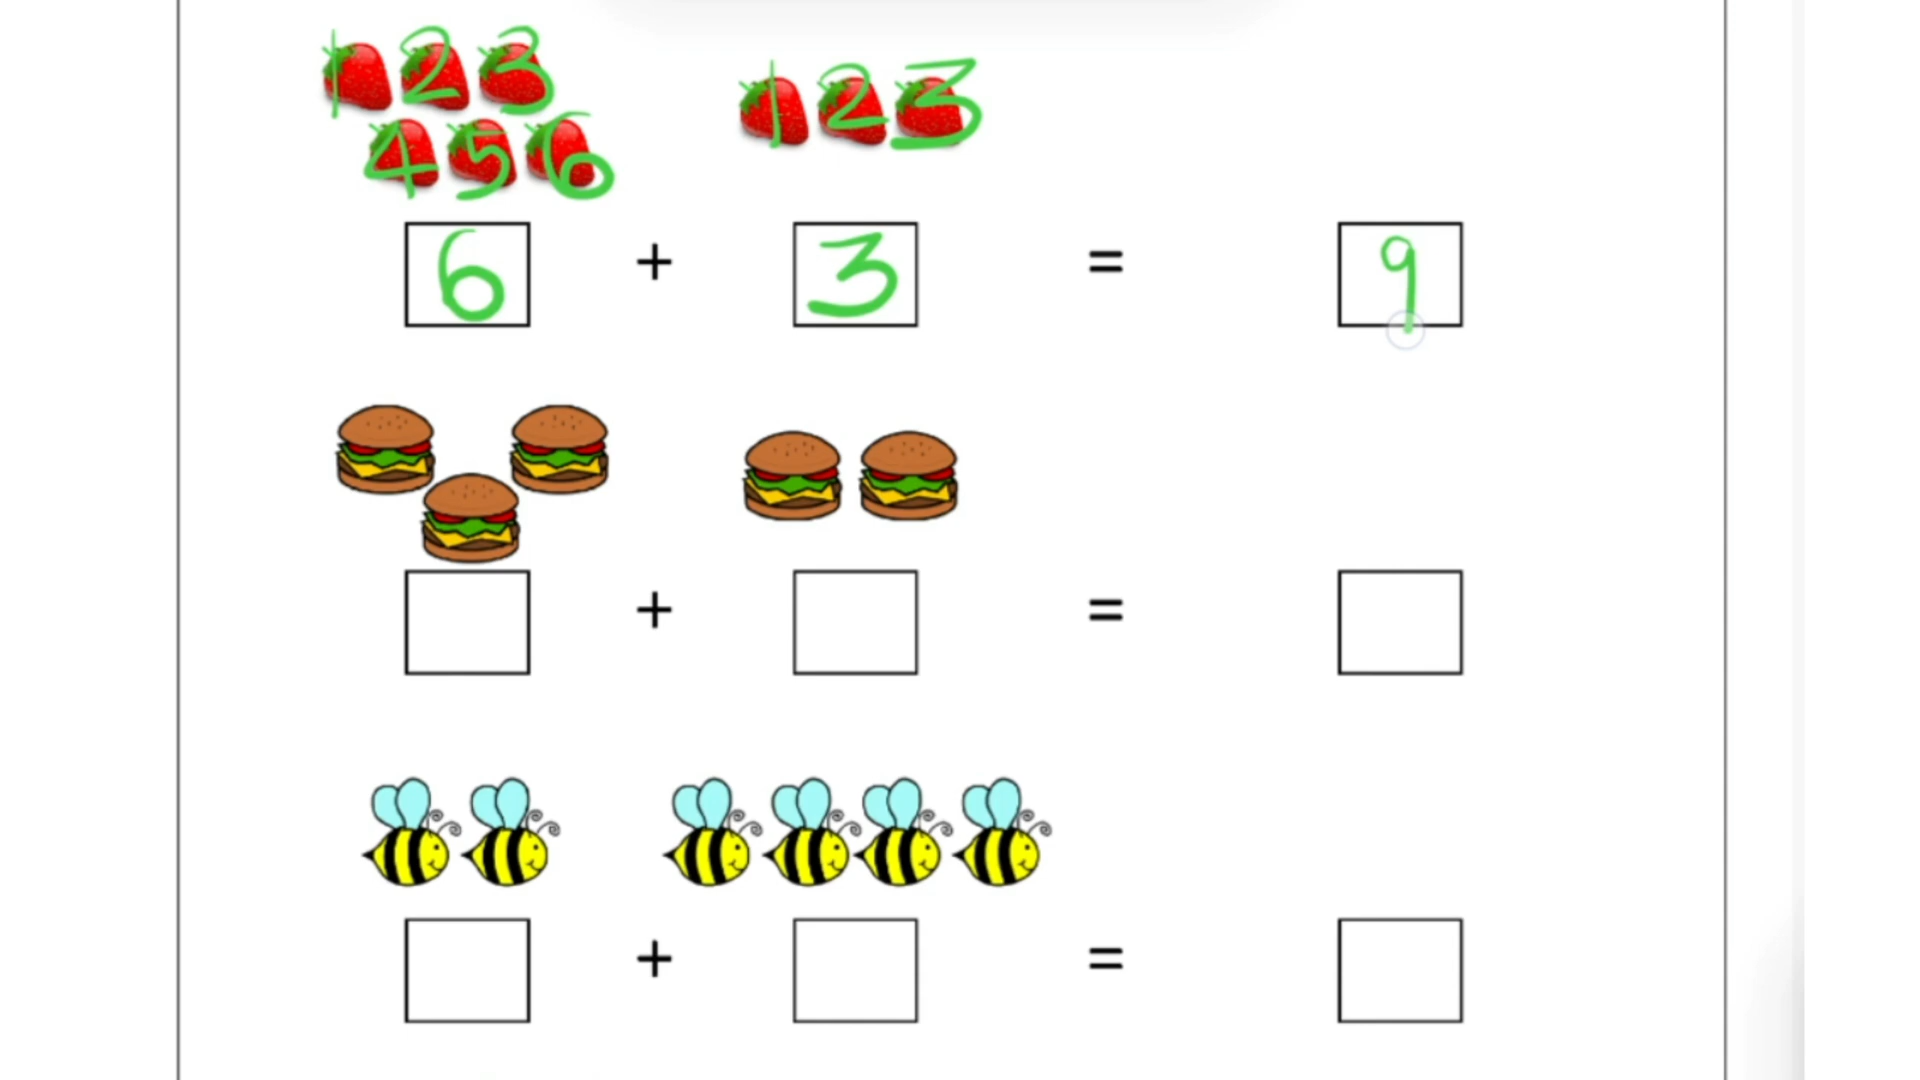 1 2 3 1 2 3
4 5 6
6 + 3 = 9
+ =
+ =